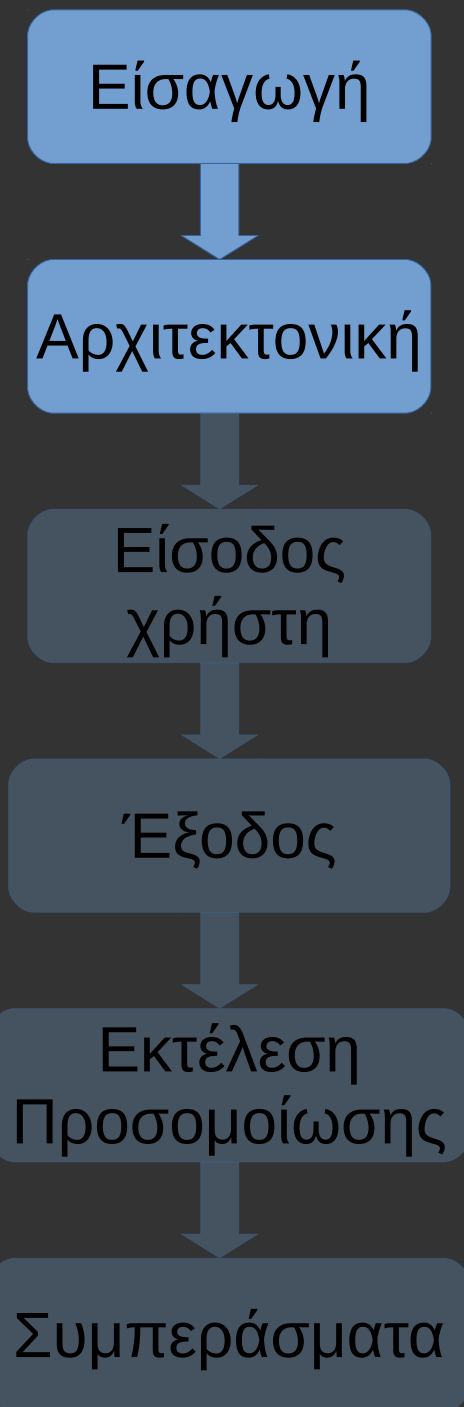 Είσαγωγή
Αρχιτεκτονική
Είσοδος
χρήστη
Έξοδος
Εκτέλεση
Προσομοίωσης
Συμπεράσματα